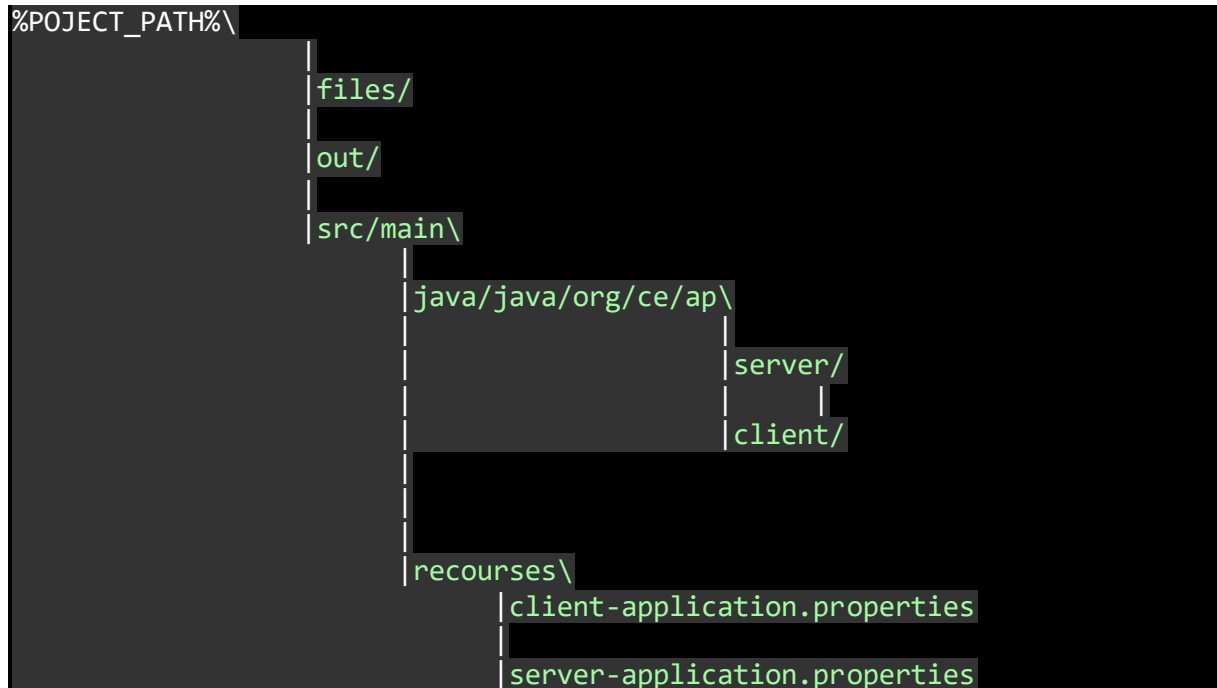 %POJECT_PATH%\
files/
out/
src/main\
java/java/org/ce/ap\
server/
client/
recourses\
client-application.properties
server-application.properties